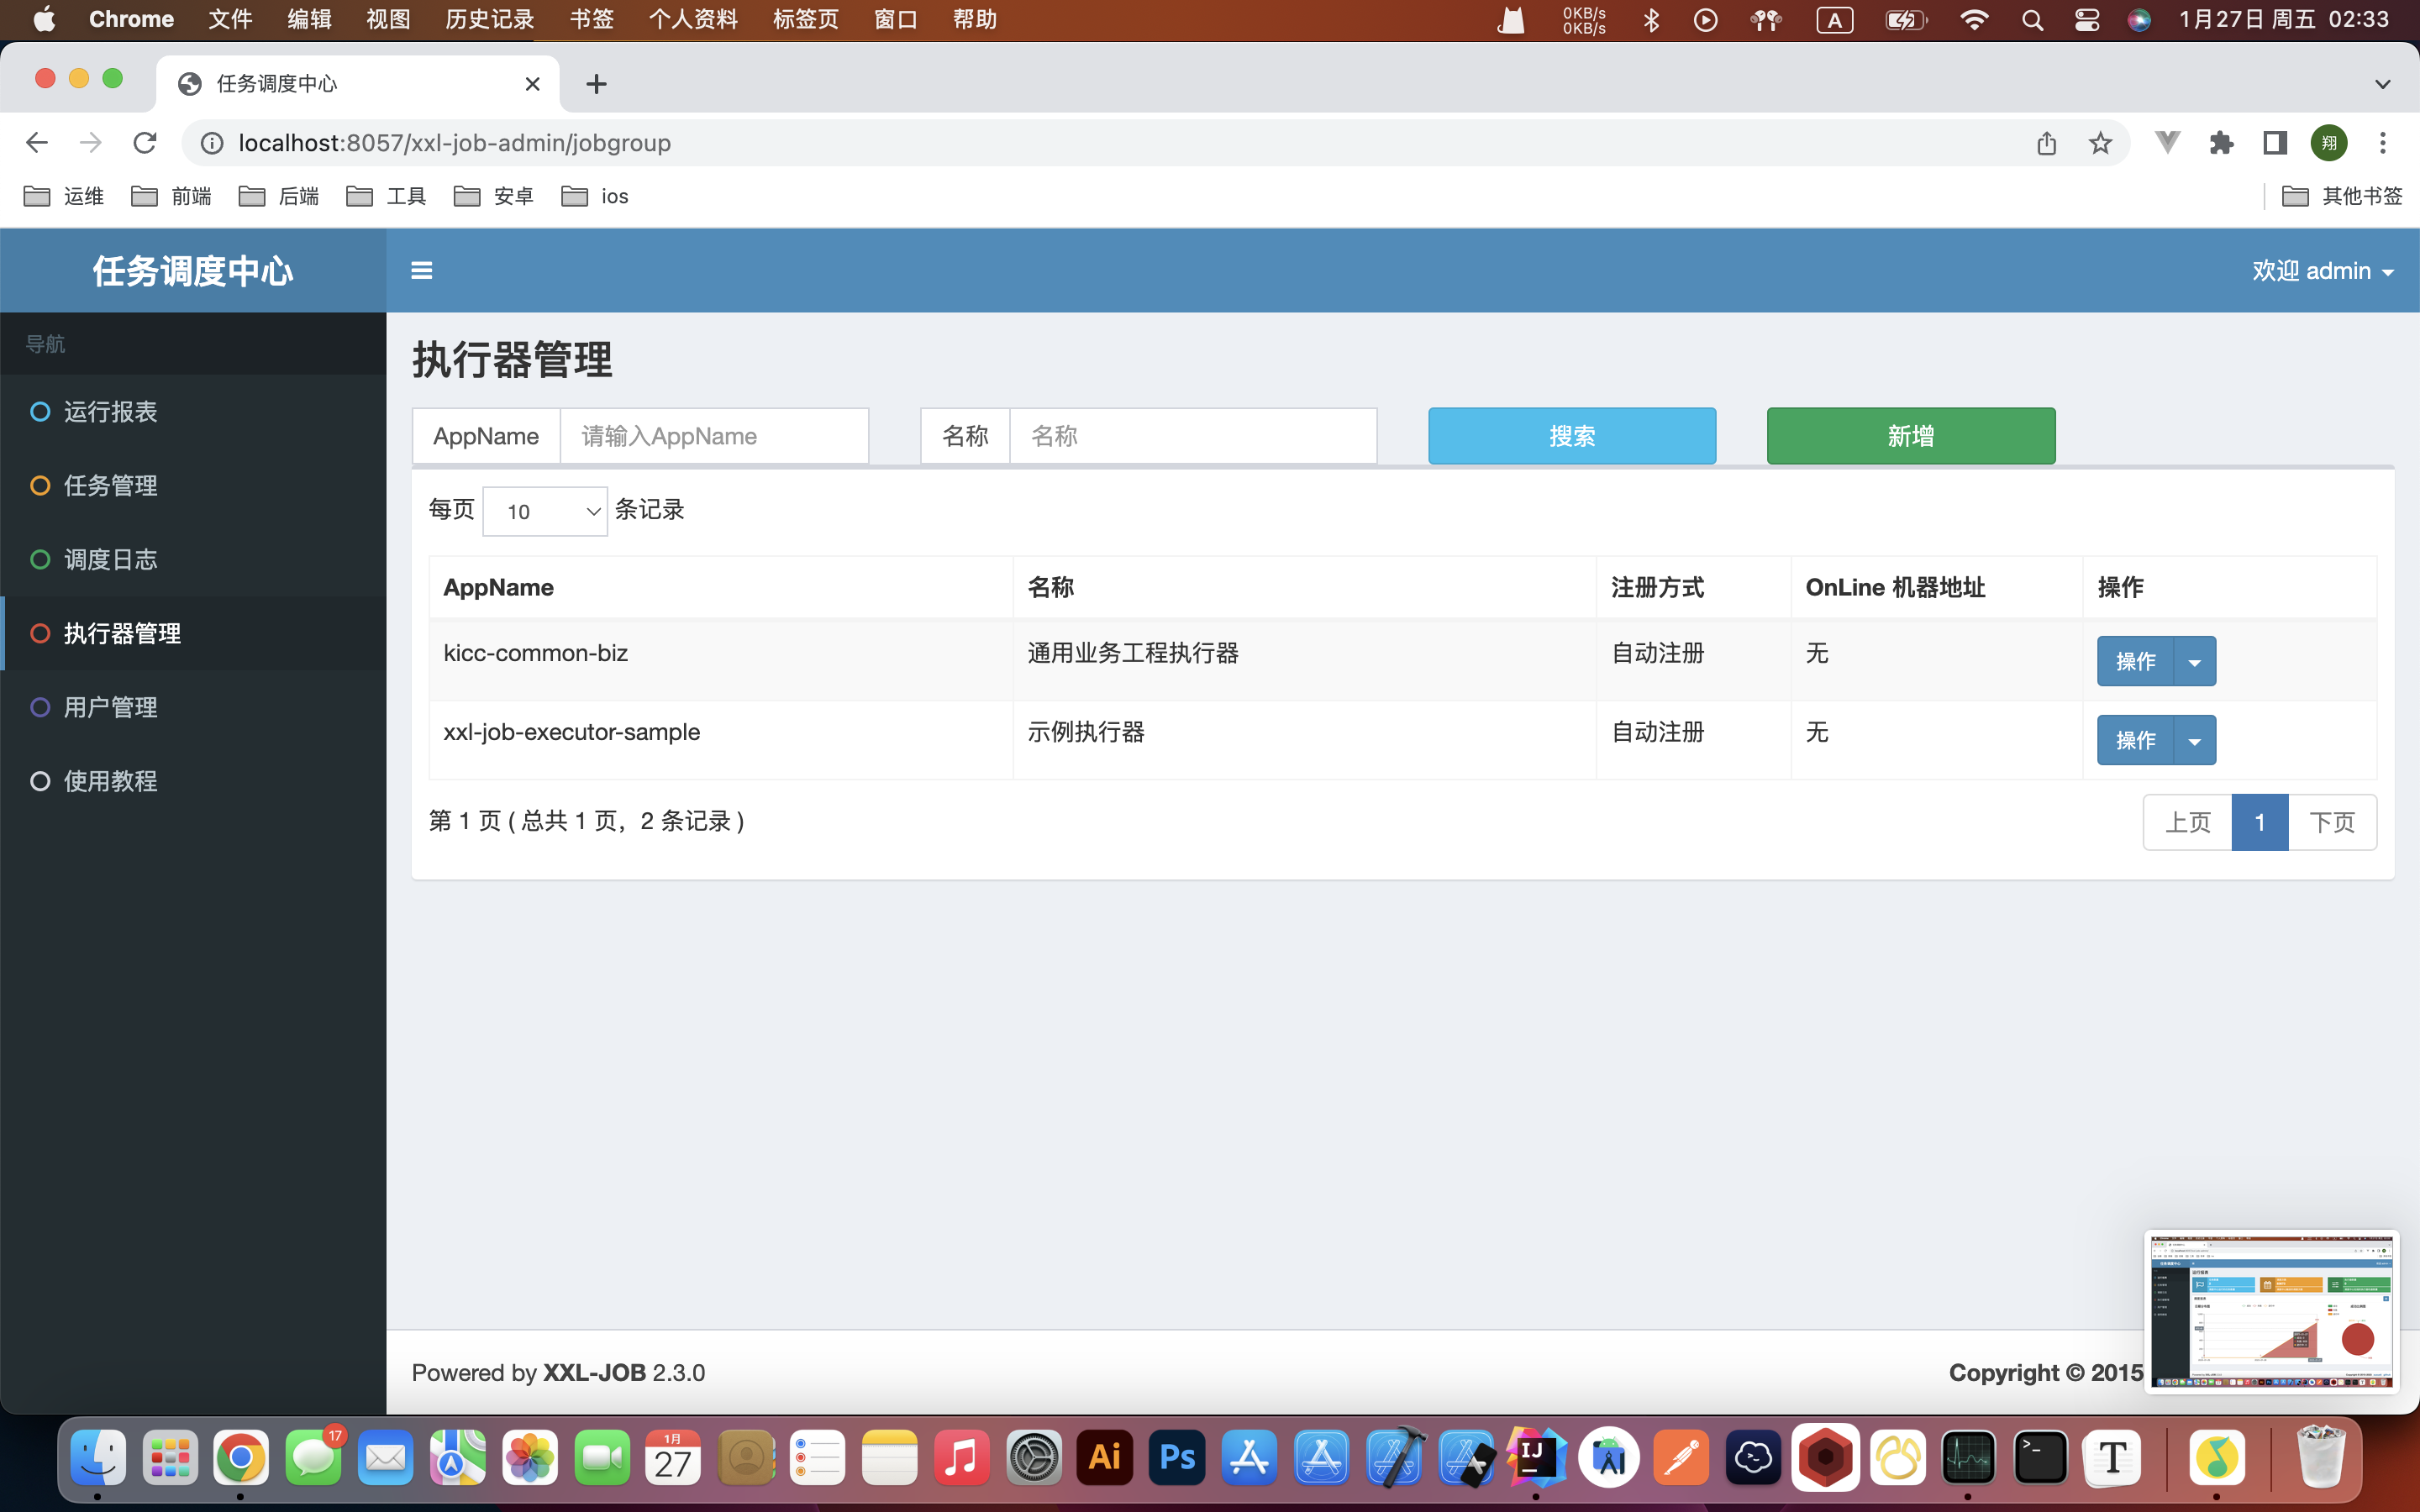 Chrome 文件 编辑 视图 历史记录 书签 个人资料 标签页 窗口 帮助 0KB/s 0KB/s A 1月27日 周五 02:33
任务调度中心
localhost:8057/xxl-job-admin/jobgroup 翔
运维 前端 后端 工具 安卓 ios 其他书签
任务调度中心 欢迎 admin
导航
运行报表
任务管理
调度日志
执行器管理
用户管理
使用教程
执行器管理
AppName 请输入AppName 名称 名称 搜索 新增
每页 10 条记录
AppName 名称 注册方式 OnLine 机器地址 操作
kicc-common-biz 通用业务工程执行器 自动注册 无 操作
xxl-job-executor-sample 示例执行器 自动注册 无 操作
第 1 页 ( 总共 1 页，2 条记录 ) 上页 1 下页
Powered by XXL-JOB 2.3.0 Copyright © 2015
17 1月 27 Ai Ps IJ >_ T